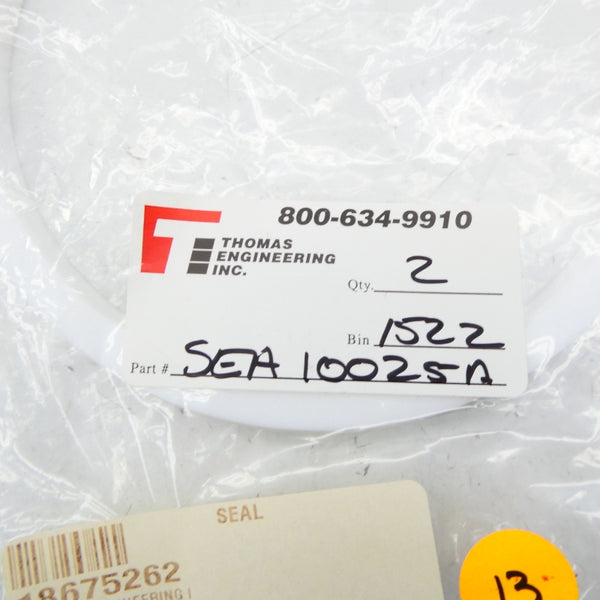 800-634-9910
THOMAS
ENGINEERING
INC.
Qty. 2
Bin 1522
Part # SEA 10025A
SEAL
18675262
13